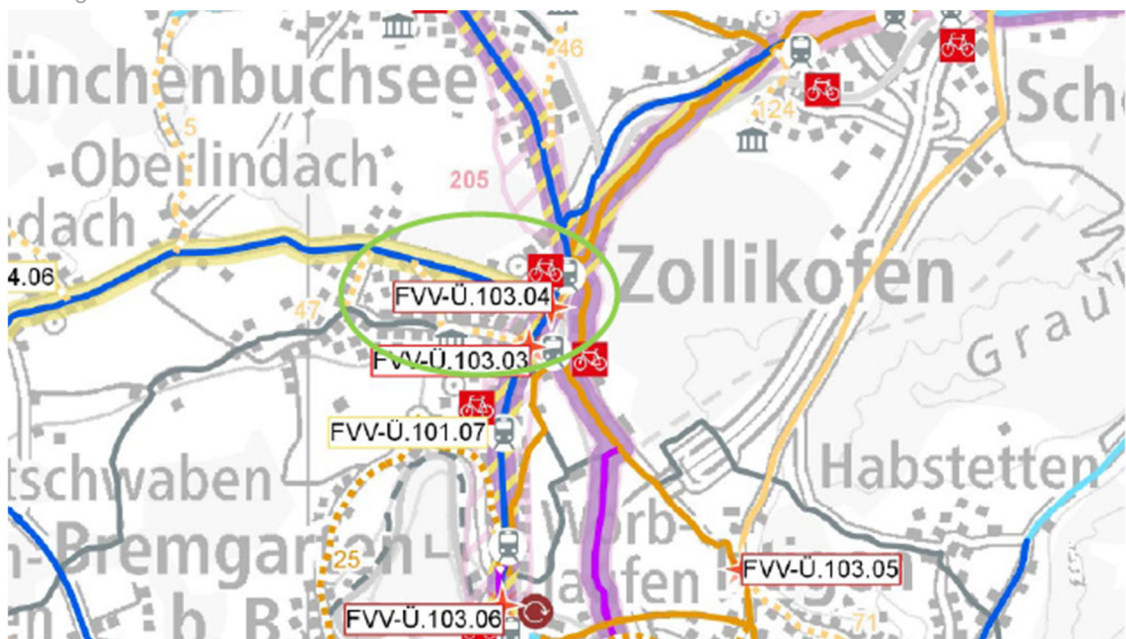 46
ünchenbuchsee
124
Sch
5
Oberlindach
205
dach
4.06
Zollikofen
FVV-Ü.103.04
47
Grau
FVV-Ü.103.03
FVV-Ü.101.07
Habstetten
tschwaben
Worb-
n-Bremgarten
25
laufen
FVV-Ü.103.05
FVV-Ü.103.06
b. B
71